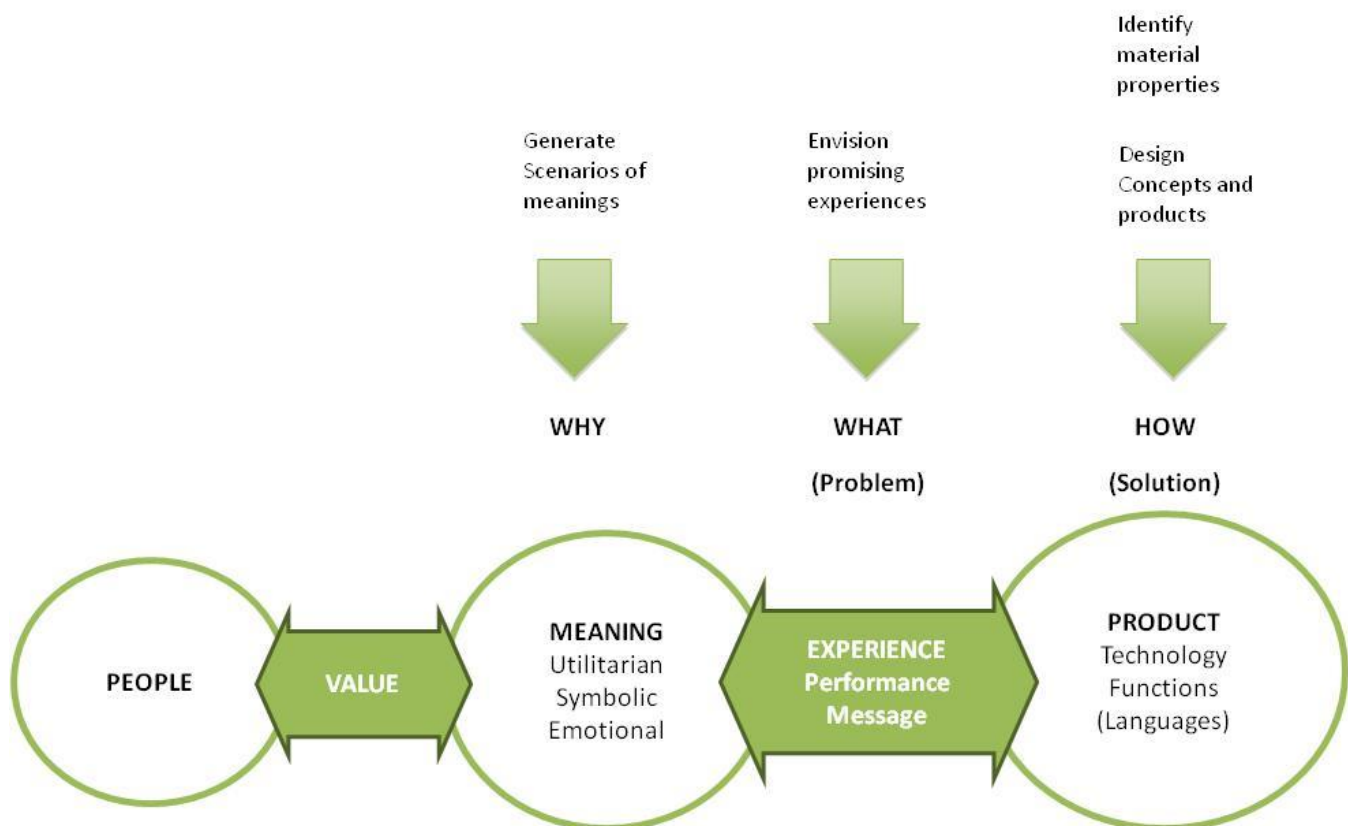 Identify
material
properties
Generate
Scenarios of
meanings
Envision
promising
experiences
Design
Concepts and
products
WHY
WHAT
(Problem)
HOW
(Solution)
PEOPLE
VALUE
MEANING
Utilitarian
Symbolic
Emotional
EXPERIENCE
Performance
Message
PRODUCT
Technology
Functions
(Languages)